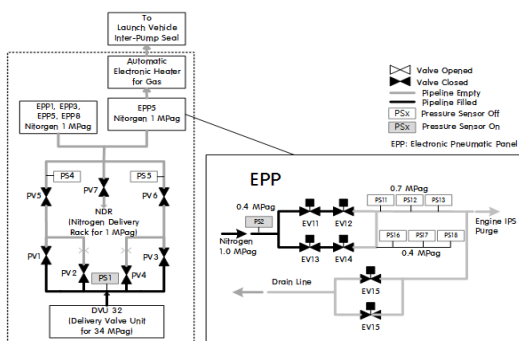 To
Launch Vehicle
Inter-Pump Seal
Automatic
Electronic Heater
for Gas
EPP1, EPP3,
EPP5, EPP8
Nitorgen 1 MPag
EPP5
Nitorgen 1 MPag
PS4
PS5
PV5
PV7
PV6
NDR
(Nitrogen Delivery
Rack for 1 MPag)
PV1
PV2
PS1
PV4
PV3
DVU 32
(Delivery Valve Unit
for 34 MPag)
Valve Opened
Valve Closed
Pipeline Empty
Pipeline Filled
PSx
Pressure Sensor Off
PSx
Pressure Sensor On
EPP: Electronic Pneumatic Panel
EPP
0.4 MPag
PS2
Nitrogen
1.0 MPag
EV11
EV12
EV13
EV14
0.7 MPag
PS11
PS12
PS13
PS16
PS17
PS18
0.4 MPag
Engine IPS
Purge
Drain Line
EV15
EV15